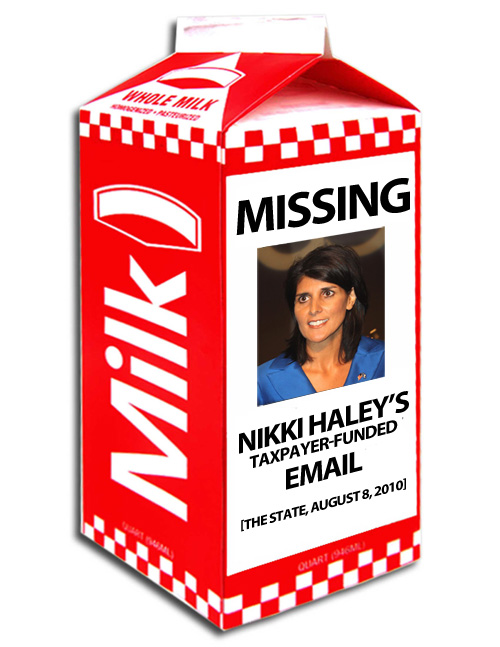 WHOLE MILK
HOMOGENIZED • PASTEURIZED
Milk
QUART (946ML)
MISSING
NIKKI HALEY'S
TAXPAYER-FUNDED
EMAIL
[THE STATE, AUGUST 8, 2010]
QUART (946ML)